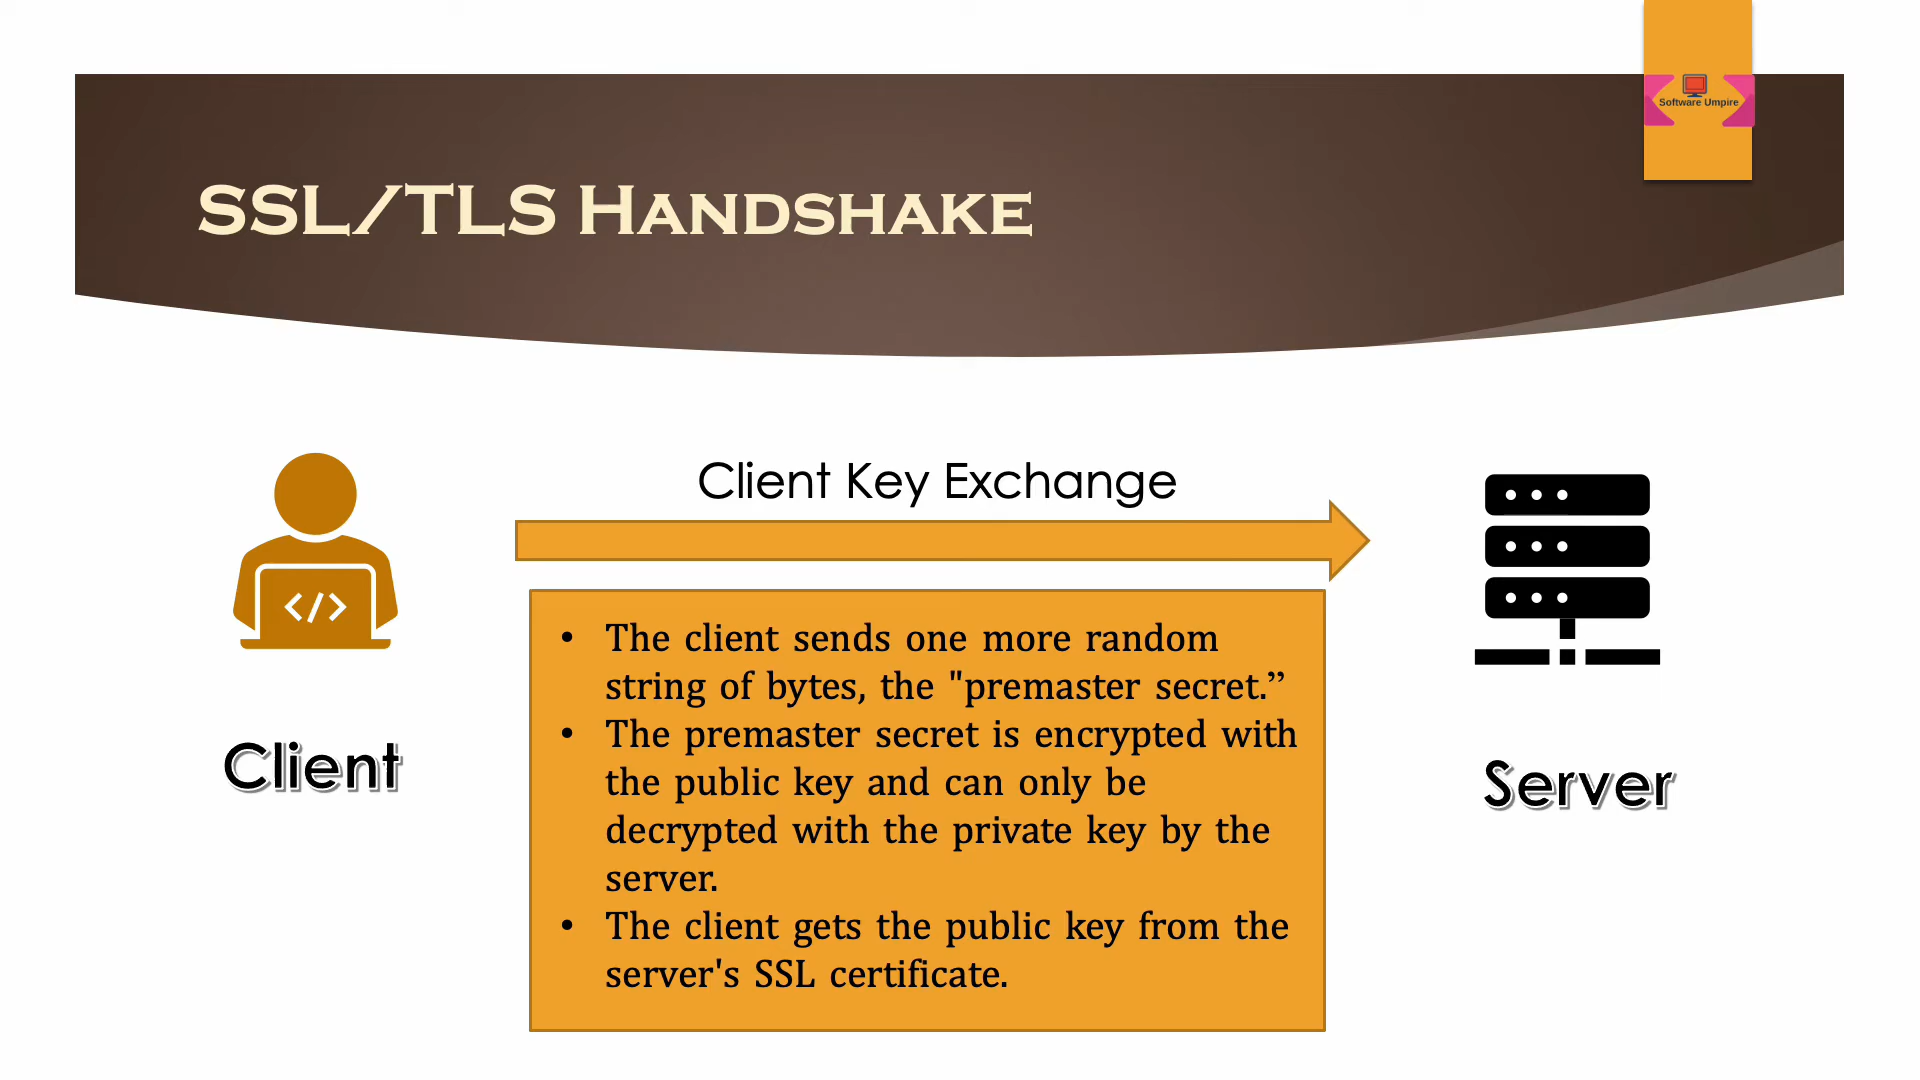 Software Umpire
SSL/TLS Handshake
Client Key Exchange
</>
• The client sends one more random
string of bytes, the "premaster secret.”
• The premaster secret is encrypted with
the public key and can only be
decrypted with the private key by the
server.
• The client gets the public key from the
server's SSL certificate.
Client
Server